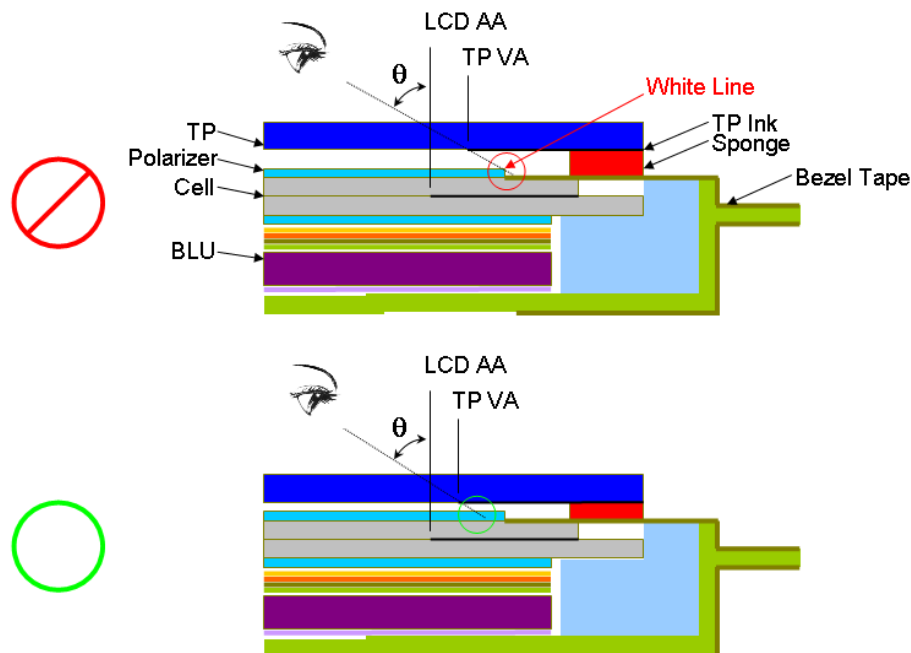 LCD AA
TP VA
θ
White Line
TP
TP Ink
Sponge
Polarizer
Cell
Bezel Tape
BLU
LCD AA
TP VA
θ